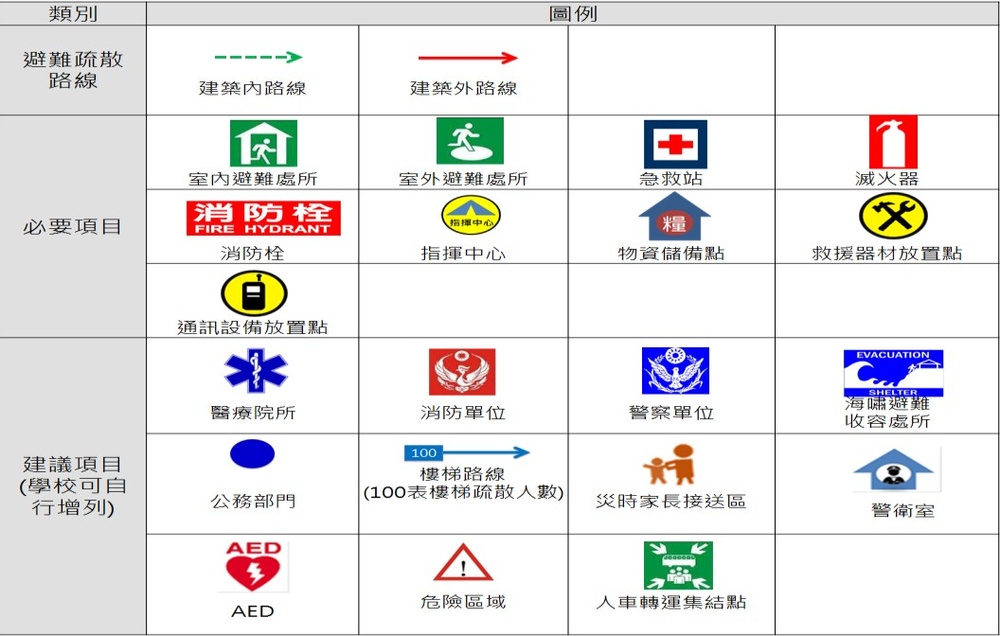 類別
圖例
避難疏散
路線
建築內路線
建築外路線
必要項目
室內避難處所
室外避難處所
急救站
滅火器
消防栓
FIRE HYDRANT
消防栓
指揮中心
指揮中心
糧
物資儲備點
救援器材放置點
通訊設備放置點
建議項目
(學校可自
行增列)
醫療院所
消防單位
警察單位
EVACUATION
SHELTER
海嘯避難
收容處所
公務部門
100
樓梯路線
(100表樓梯疏散人數)
災時家長接送區
警衛室
AED
AED
!
危險區域
人車轉運集結點